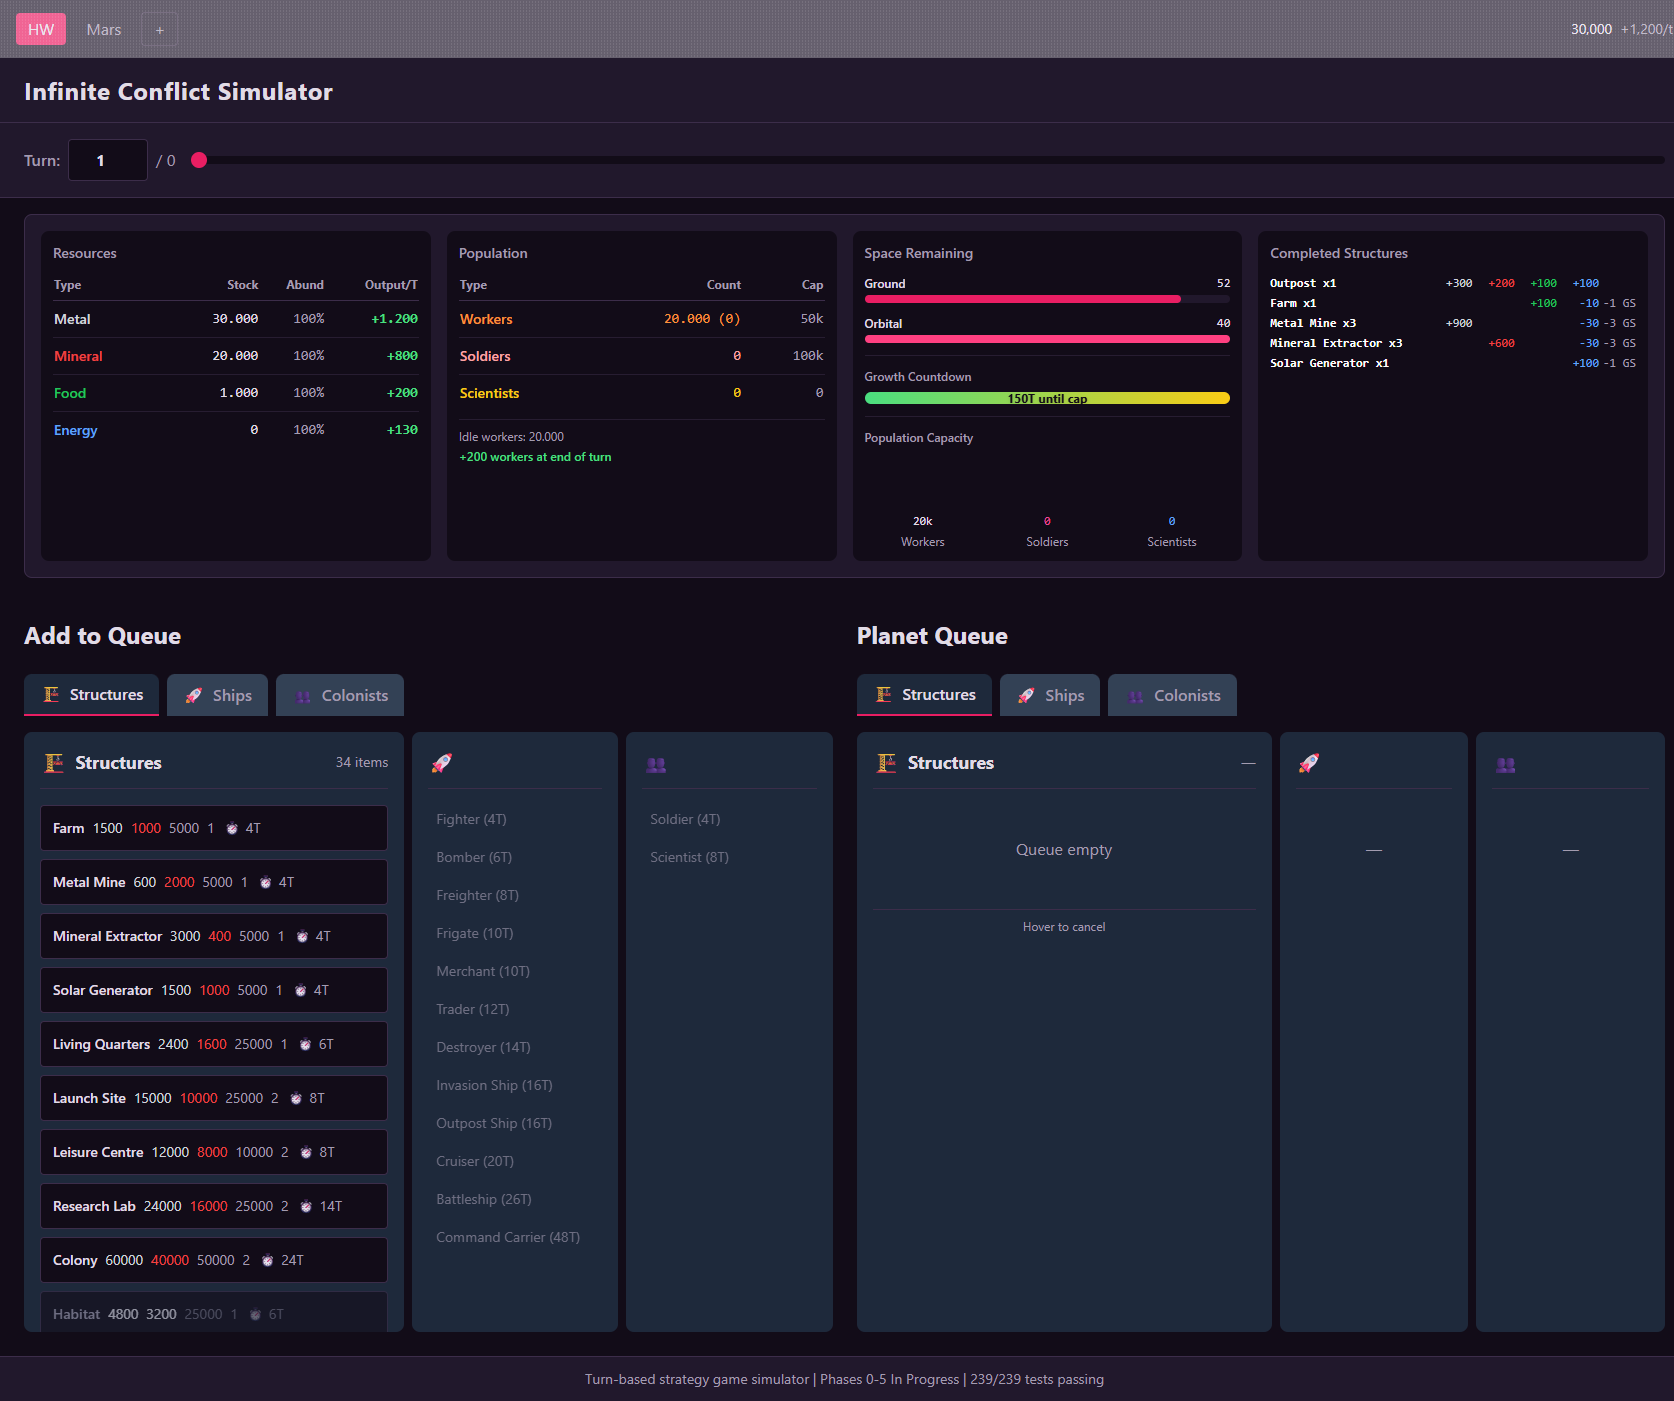 HW Mars + 30,000 +1,200/t
Infinite Conflict Simulator
Turn: 1 / 0
Resources
Type Stock Abund Output/T
Metal 30.000 100% +1.200
Mineral 20.000 100% +800
Food 1.000 100% +200
Energy 0 100% +130
Population
Type Count Cap
Workers 20.000 (0) 50k
Soldiers 0 100k
Scientists 0 0
Idle workers: 20.000
+200 workers at end of turn
Space Remaining
Ground 52
Orbital 40
Growth Countdown
150T until cap
Population Capacity
20k 0 0
Workers Soldiers Scientists
Completed Structures
Outpost x1 +300 +200 +100 +100
Farm x1 +100 -10 -1 GS
Metal Mine x3 +900 -30 -3 GS
Mineral Extractor x3 +600 -30 -3 GS
Solar Generator x1 +100 -1 GS
Add to Queue
Structures Ships Colonists
Structures 34 items
Farm 1500 1000 5000 1 4T
Metal Mine 600 2000 5000 1 4T
Mineral Extractor 3000 400 5000 1 4T
Solar Generator 1500 1000 5000 1 4T
Living Quarters 2400 1600 25000 1 6T
Launch Site 15000 10000 25000 2 8T
Leisure Centre 12000 8000 10000 2 8T
Research Lab 24000 16000 25000 2 14T
Colony 60000 40000 50000 2 24T
Habitat 4800 3200 25000 1 6T
Fighter (4T)
Bomber (6T)
Freighter (8T)
Frigate (10T)
Merchant (10T)
Trader (12T)
Destroyer (14T)
Invasion Ship (16T)
Outpost Ship (16T)
Cruiser (20T)
Battleship (26T)
Command Carrier (48T)
Soldier (4T)
Scientist (8T)
Planet Queue
Structures Ships Colonists
Structures —
Queue empty
Hover to cancel
—
—
Turn-based strategy game simulator | Phases 0-5 In Progress | 239/239 tests passing